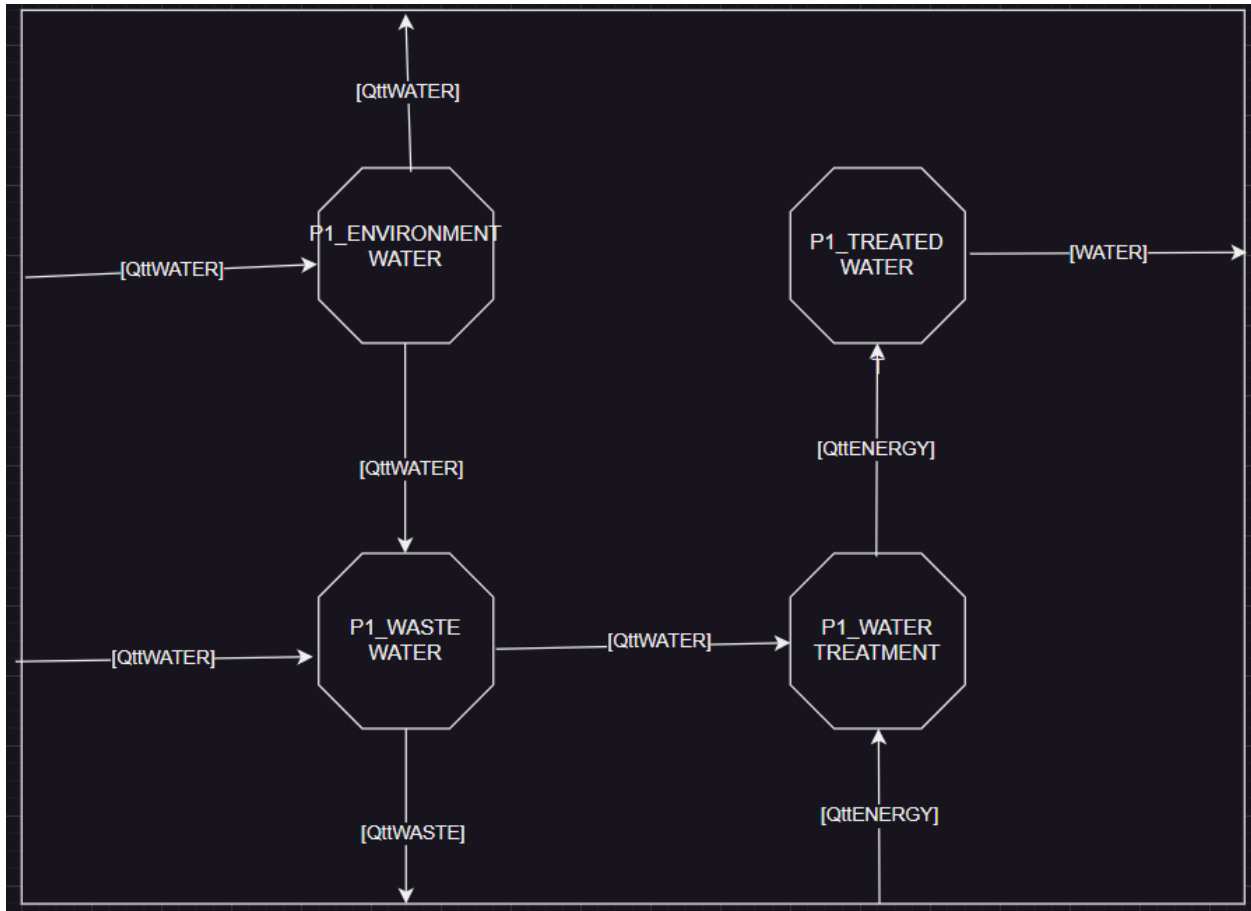 [QttWATER]
P1_ENVIRONMENT
WATER
P1_TREATED
WATER
[QttWATER]
[WATER]
[QttWATER]
[QttENERGY]
P1_WASTE
WATER
P1_WATER
TREATMENT
[QttWATER]
[QttWATER]
[QttWASTE]
[QttENERGY]